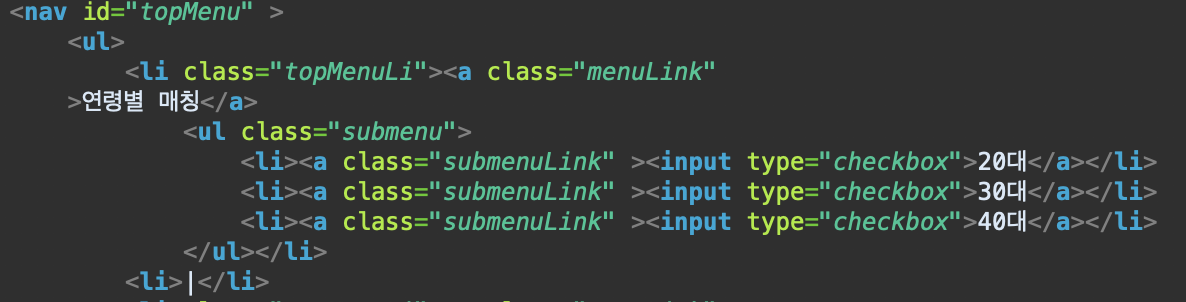 <nav id="topMenu" >
<ul>
<li class="topMenuLi"><a class="menuLink"
>연령별 매칭</a>
<ul class="submenu">
<li><a class="submenuLink" ><input type="checkbox">20대</a></li>
<li><a class="submenuLink" ><input type="checkbox">30대</a></li>
<li><a class="submenuLink" ><input type="checkbox">40대</a></li>
</ul></li>
<li>|</li>